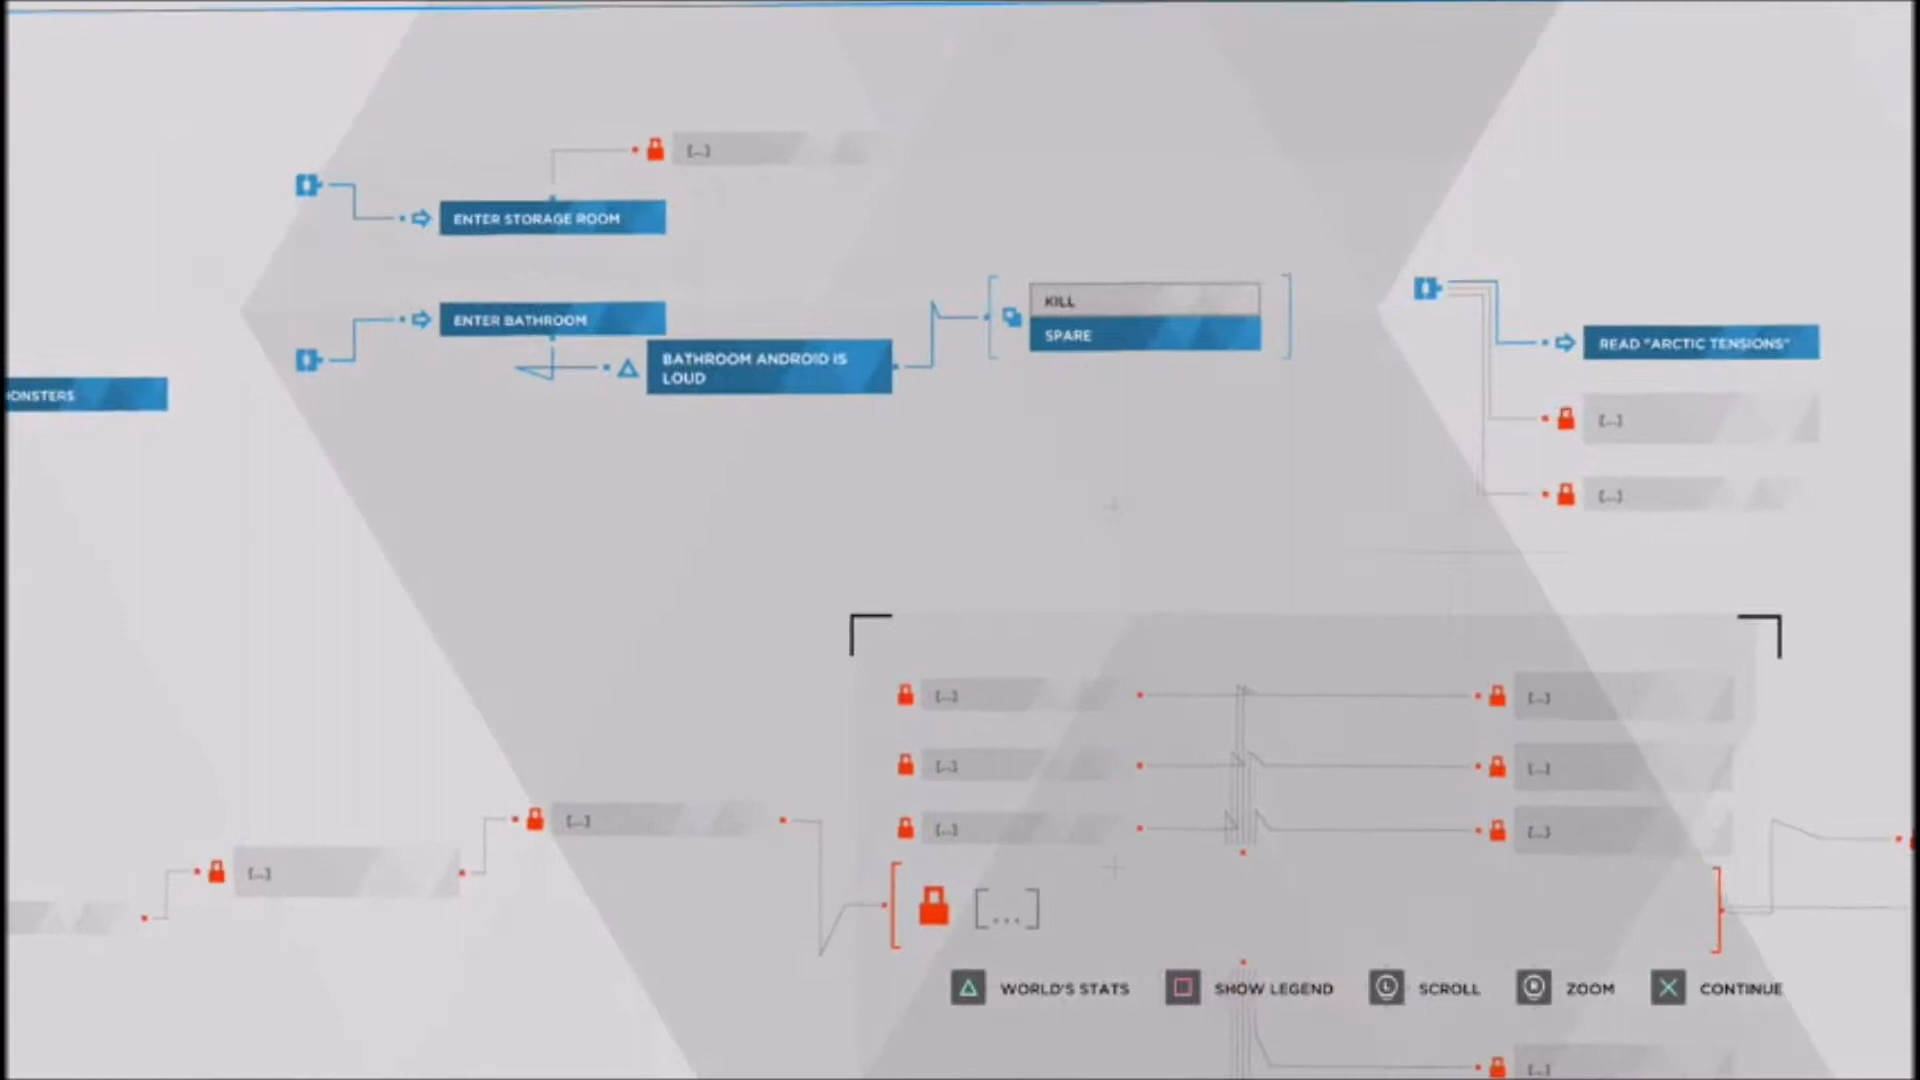 [...]
ENTER STORAGE ROOM
KILL
ENTER BATHROOM
SPARE
READ "ARCTIC TENSIONS"
BATHROOM ANDROID IS
LOUD
ONSTERS
[...]
[...]
[...]
[...]
[...]
[...]
[...]
[...]
[...]
[...]
[...]
WORLD'S STATS
SHOW LEGEND
SCROLL
ZOOM
CONTINUE
[...]